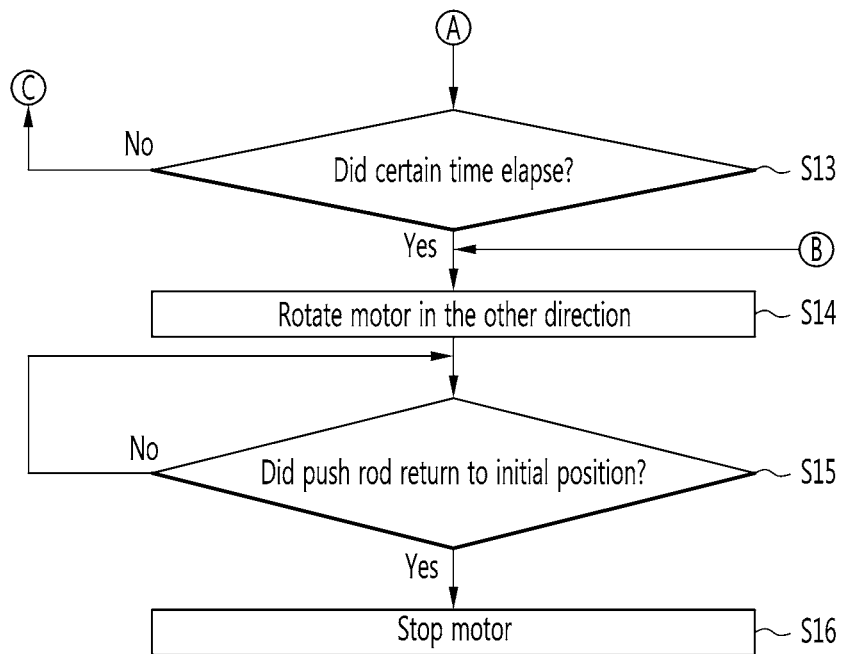 A
C
No
Did certain time elapse?
S13
Yes
B
Rotate motor in the other direction
S14
No
Did push rod return to initial position?
S15
Yes
Stop motor
S16